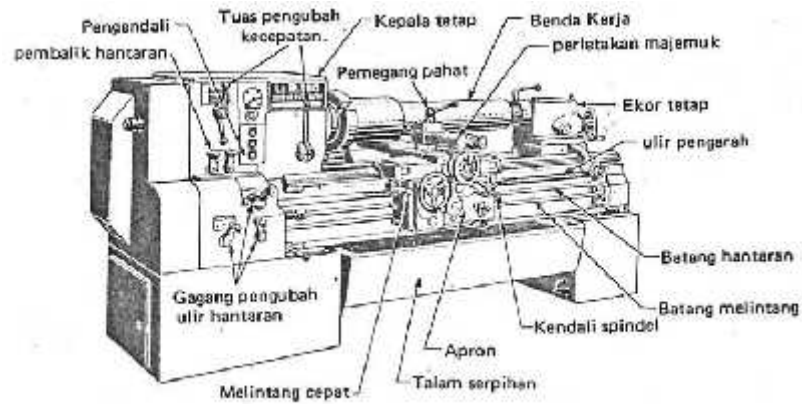 Pengendali
pembalik hantaran
Tuas pengubah
kecepatan.
Kepala tetap
Benda Kerja
perletakan majemuk
Pemegang pahat
Ekor tetap
ulir pengarah
Batang hantaran
Batang melintang
Kendali spindel
Gagang pengubah
ulir hantaran
Apron
Melintang cepat
Talam serpihan